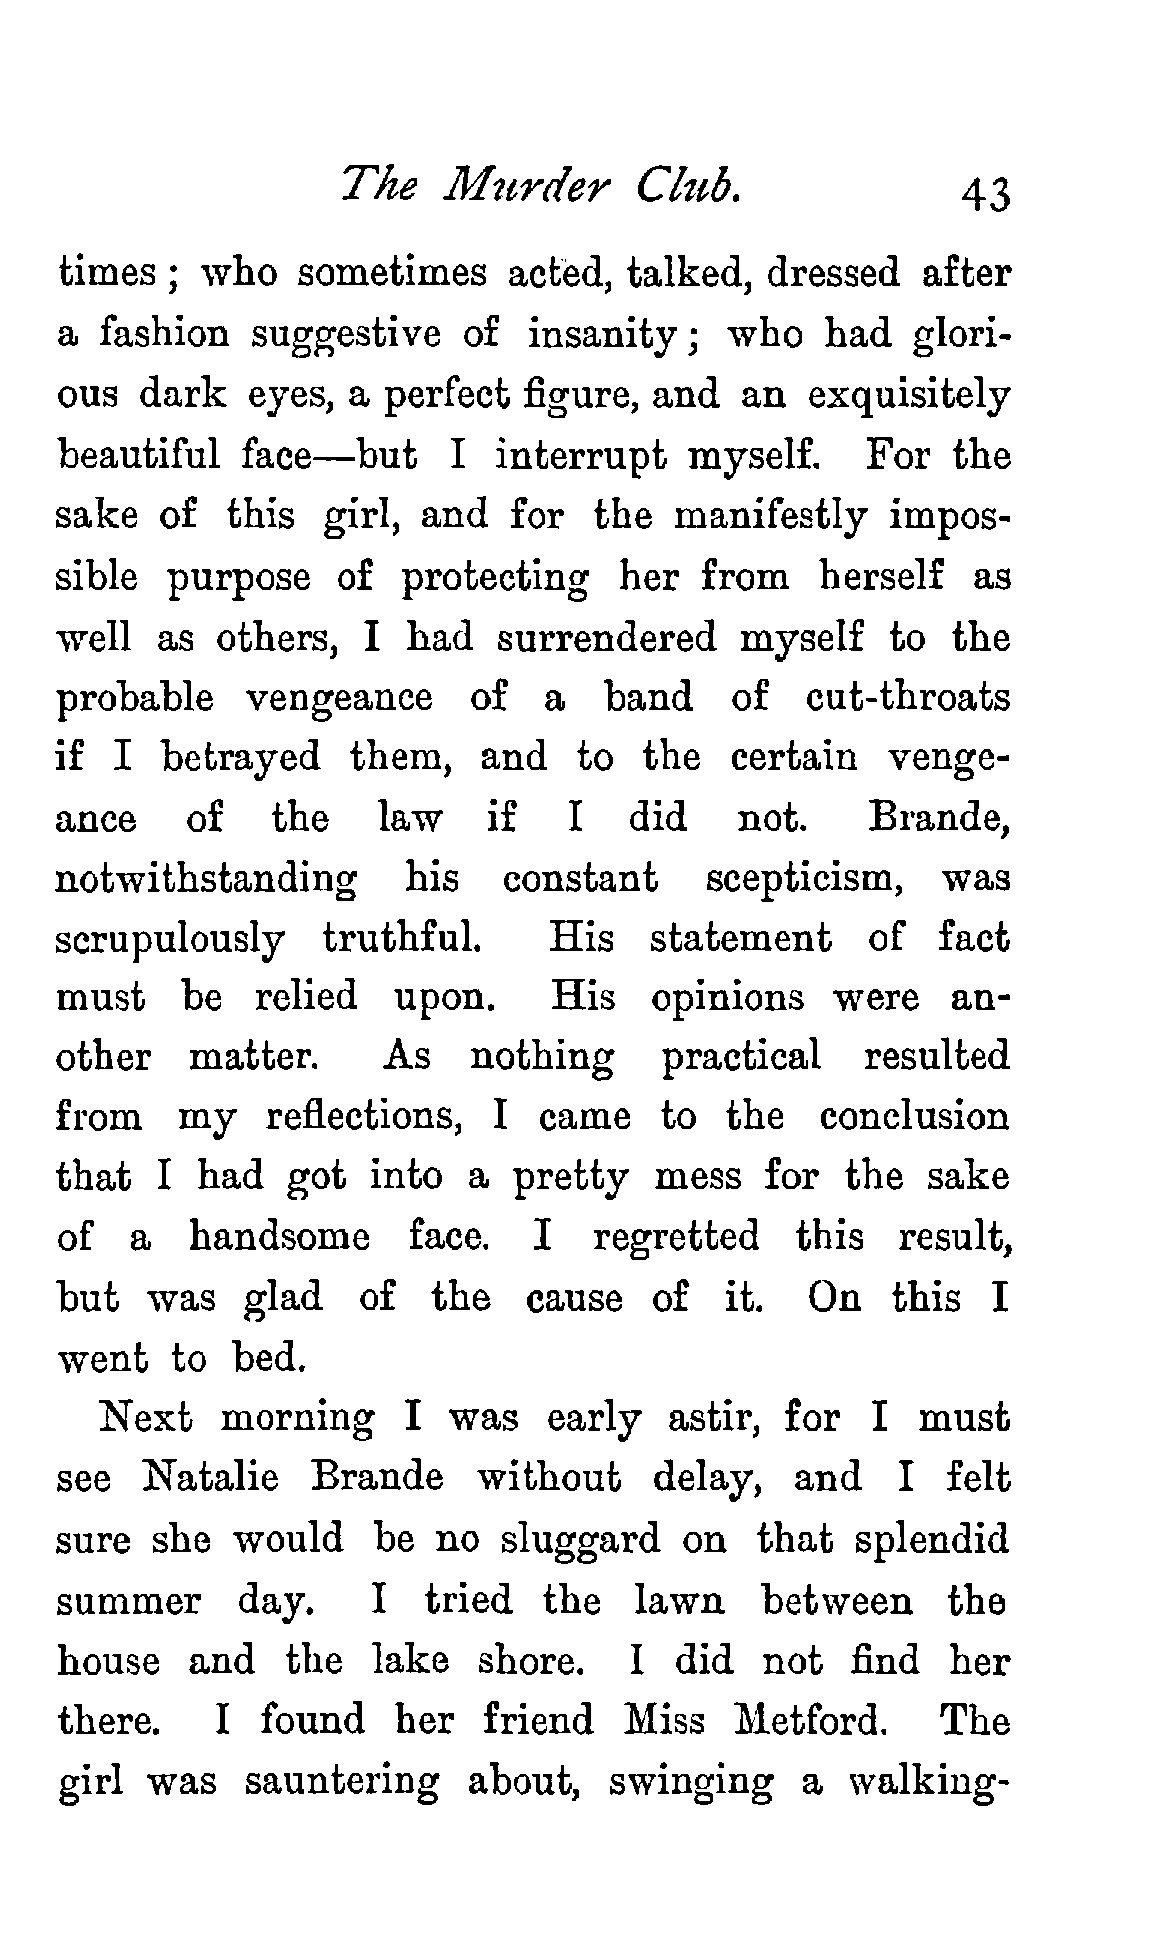 The Murder Club. 43
times ; who sometimes acted, talked, dressed after
a fashion suggestive of insanity ; who had glori-
ous dark eyes, a perfect figure, and an exquisitely
beautiful face—but I interrupt myself. For the
sake of this girl, and for the manifestly impos-
sible purpose of protecting her from herself as
well as others, I had surrendered myself to the
probable vengeance of a band of cut-throats
if I betrayed them, and to the certain venge-
ance of the law if I did not. Brande,
notwithstanding his constant scepticism, was
scrupulously truthful. His statement of fact
must be relied upon. His opinions were an-
other matter. As nothing practical resulted
from my reflections, I came to the conclusion
that I had got into a pretty mess for the sake
of a handsome face. I regretted this result,
but was glad of the cause of it. On this I
went to bed.
Next morning I was early astir, for I must
see Natalie Brande without delay, and I felt
sure she would be no sluggard on that splendid
summer day. I tried the lawn between the
house and the lake shore. I did not find her
there. I found her friend Miss Metford. The
girl was sauntering about, swinging a walking-